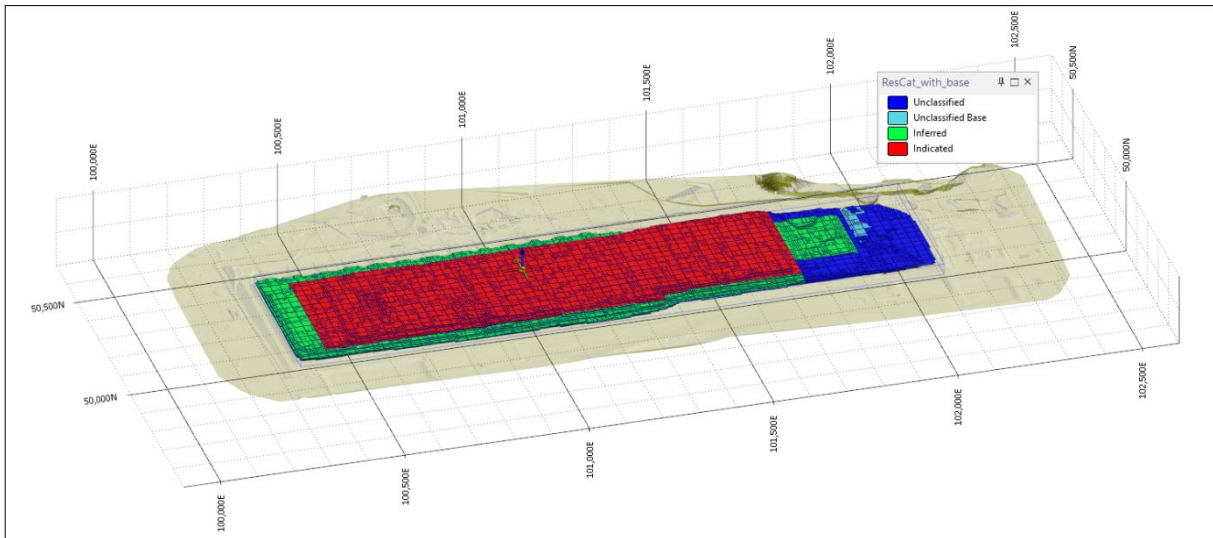 102,500E
102,000E
50,500N
101,500E
101,000E
100,500E
100,000E
ResCat_with_base
Unclassified
Unclassified Base
Inferred
Indicated
50,000N
50,500N
50,000N
100,000E
100,500E
101,000E
101,500E
102,000E
102,500E